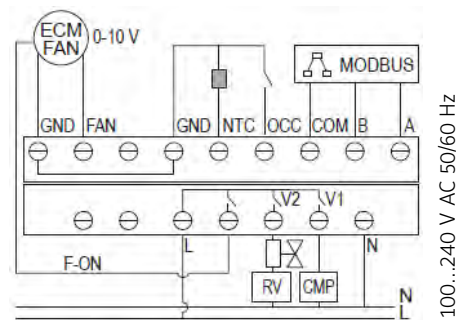 ECM
FAN
0-10 V
MODBUS
GND FAN GND NTC OCC COM B A
V2 V1
L N
F-ON
RV CMP
N
L
100...240 V AC 50/60 Hz